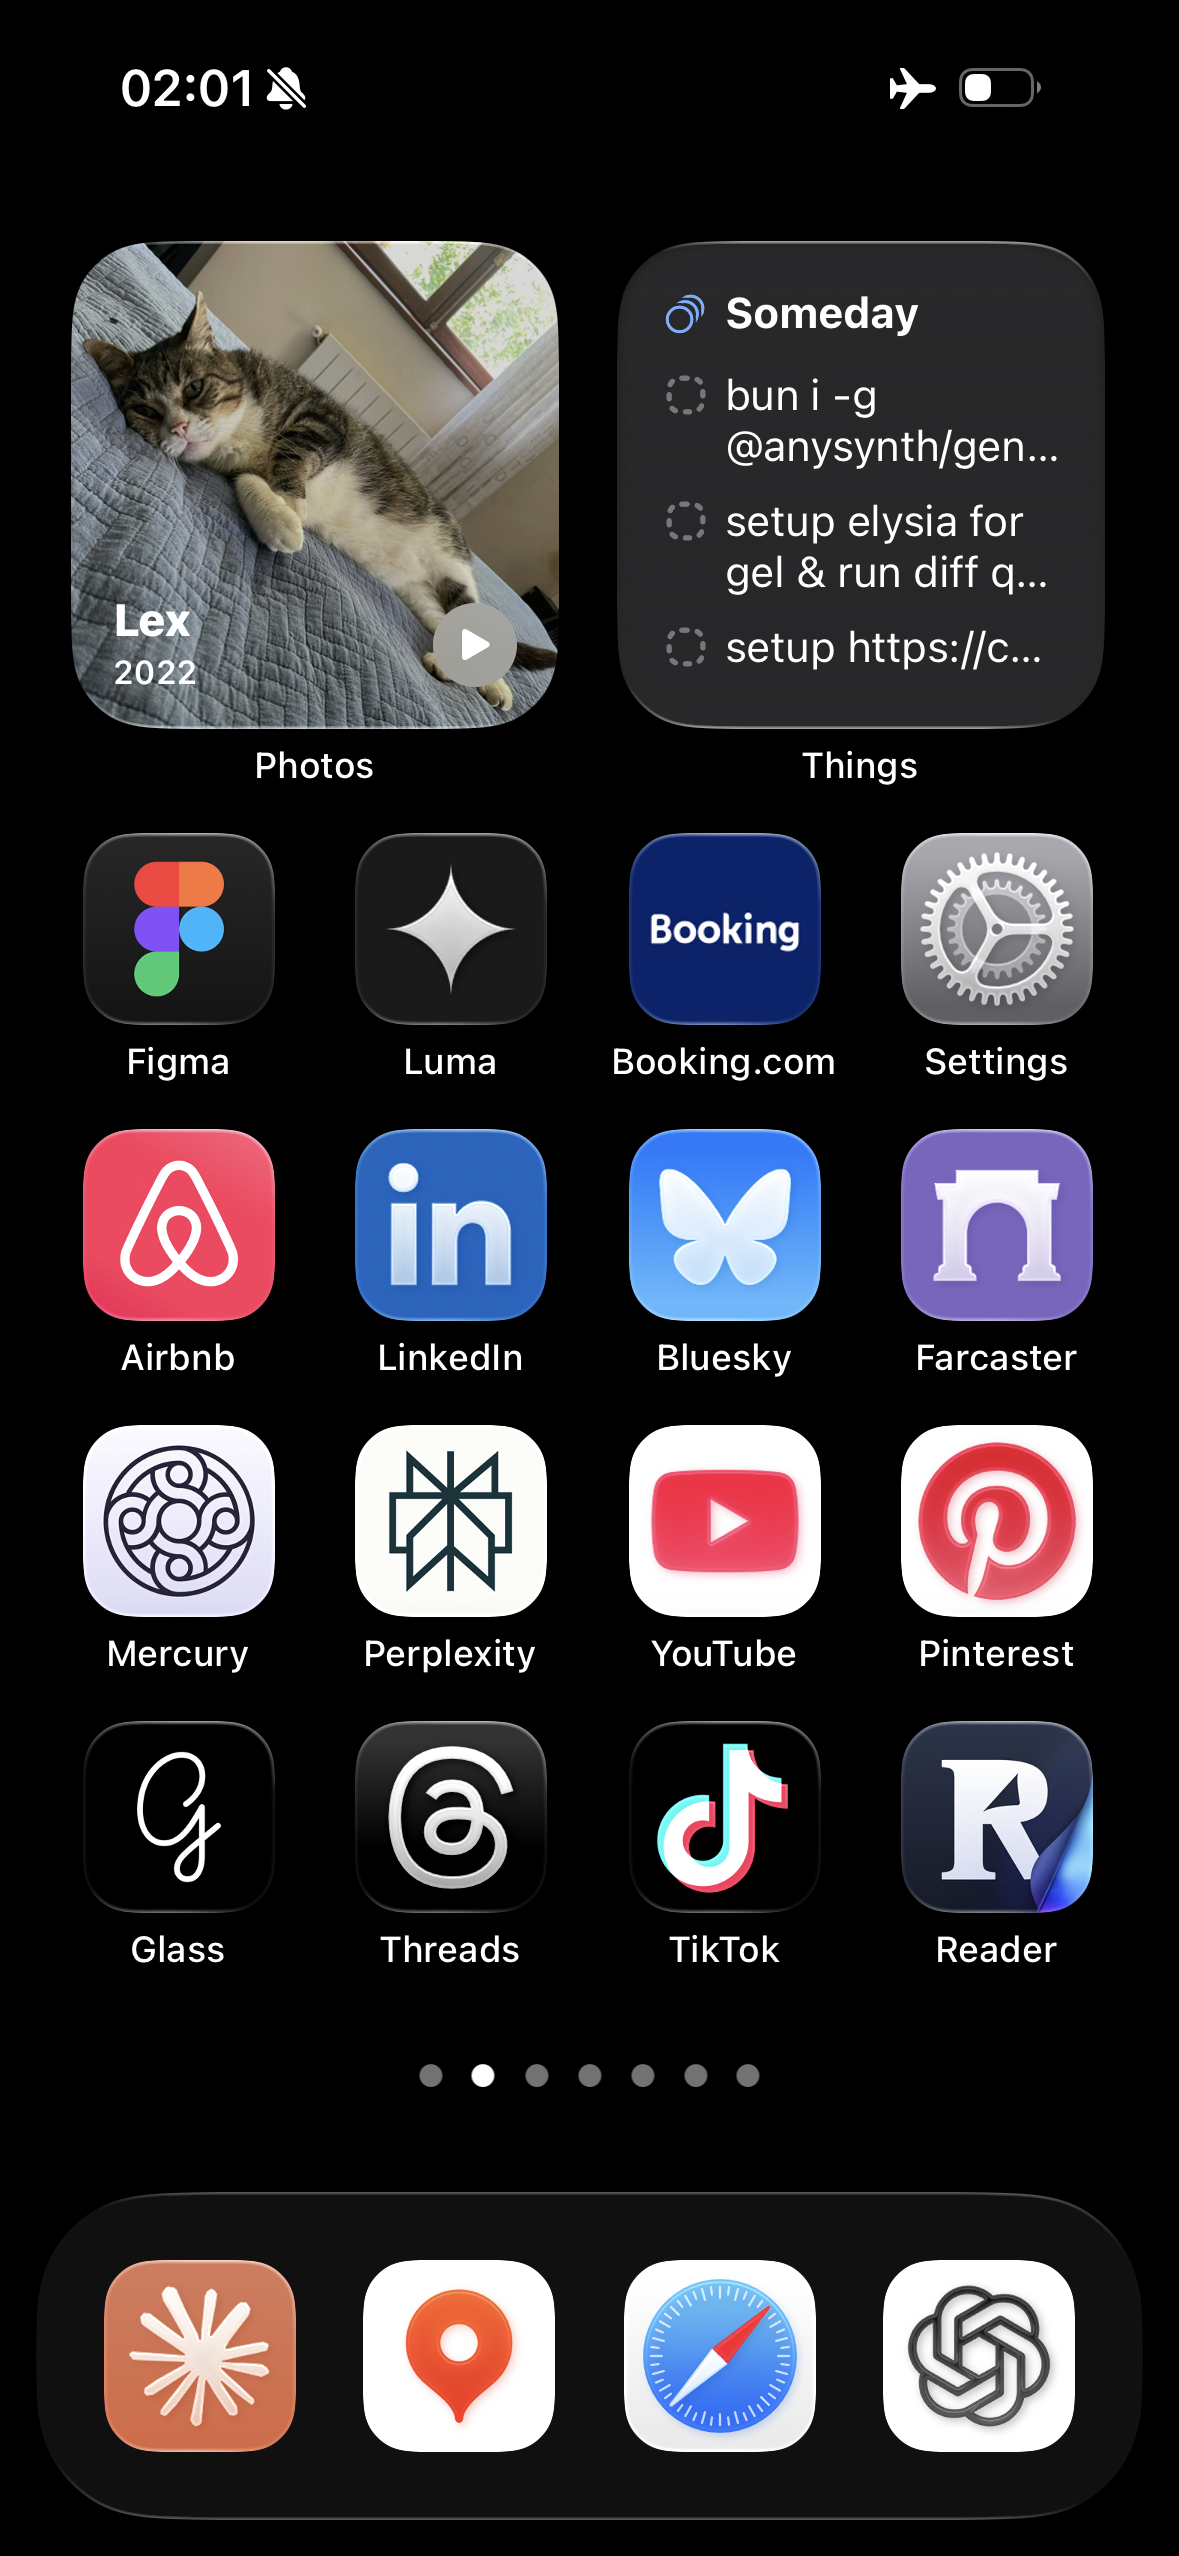 02:01
Someday
bun i -g
@anysynth/gen...
setup elysia for
gel & run diff q...
setup https://c...
Lex
2022
Photos
Things
Booking
Figma
Luma
Booking.com
Settings
in
Airbnb
LinkedIn
Bluesky
Farcaster
Mercury
Perplexity
YouTube
Pinterest
Glass
Threads
TikTok
Reader